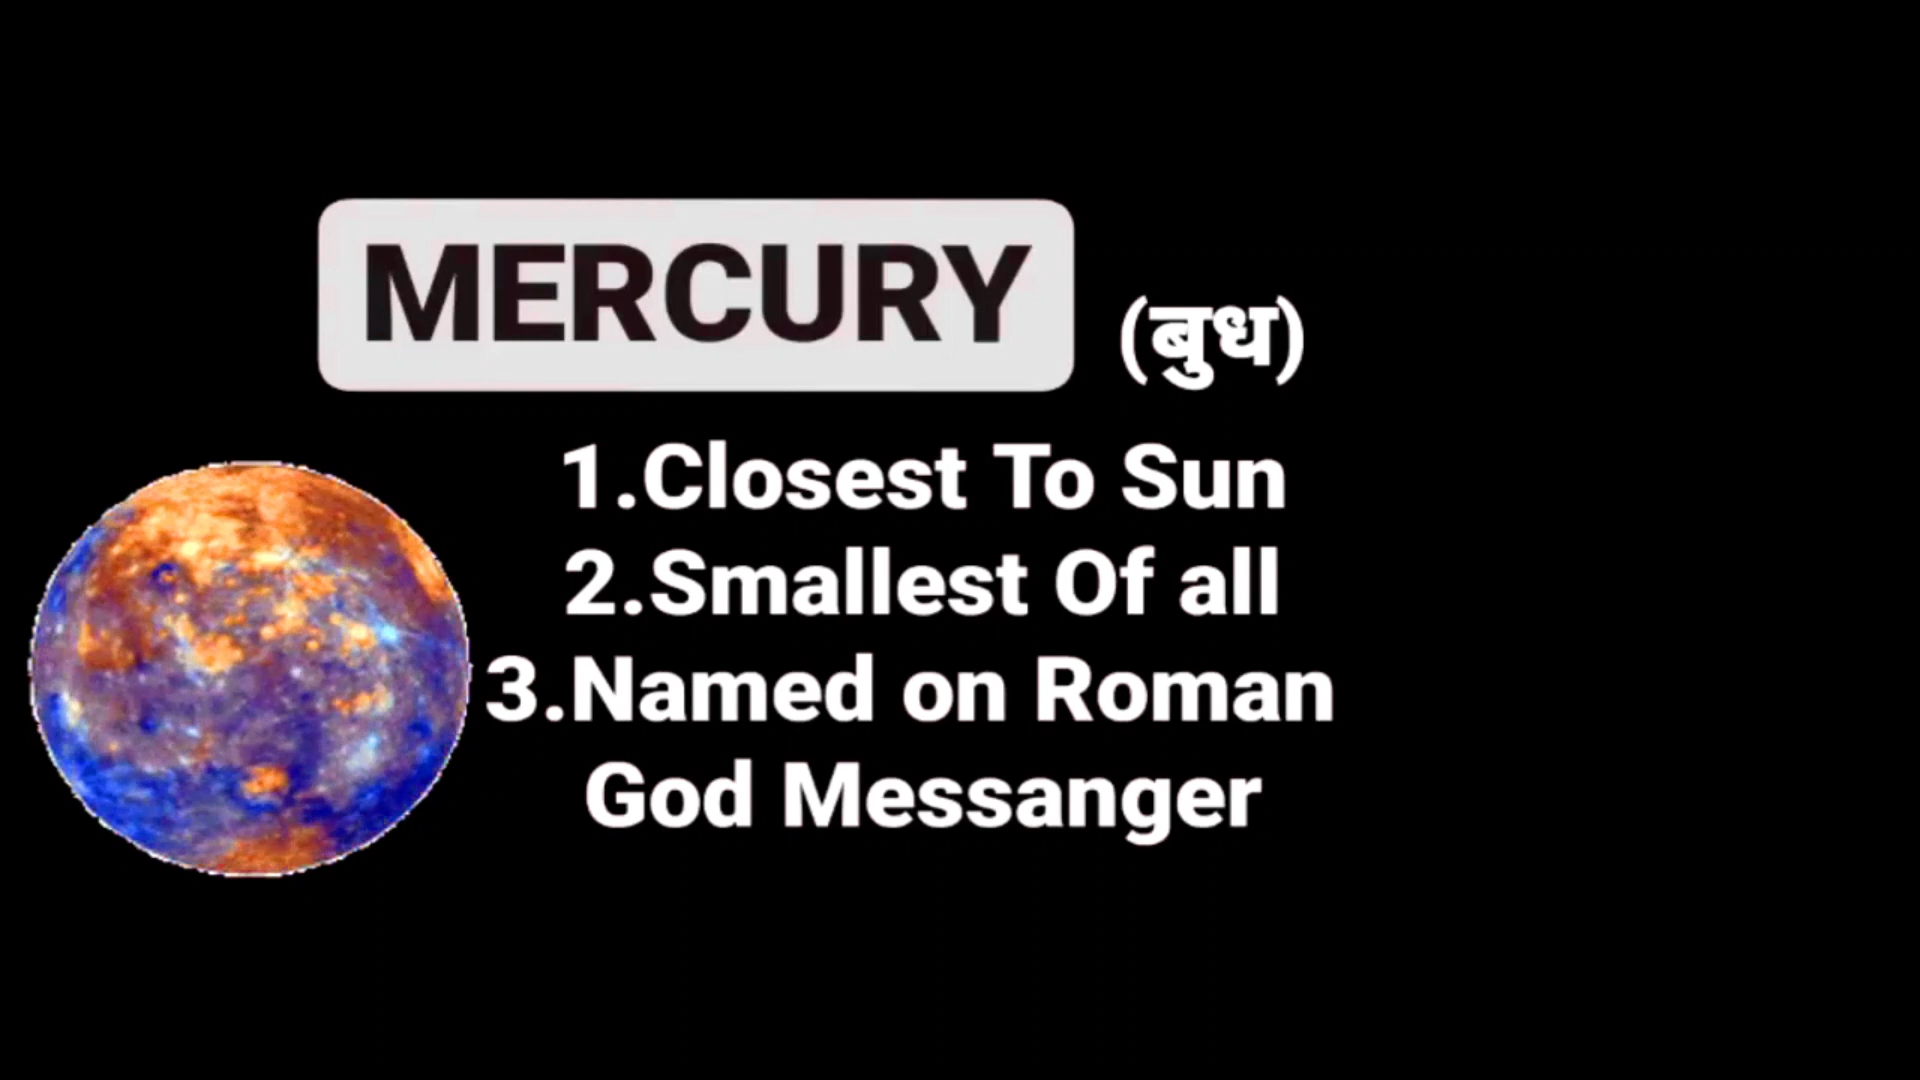 MERCURY (बुध)
1.Closest To Sun
2.Smallest Of all
3.Named on Roman
God Messanger